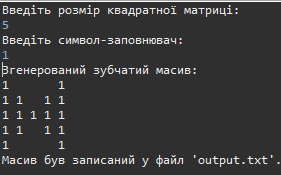 Введіть розмір квадратної матриці:
5
Введіть символ-заповнювач:
1
Згенерований зубчатий масив:
1       1
1 1   1 1
1 1 1 1 1
1 1   1 1
1       1
Масив був записаний у файл 'output.txt'.